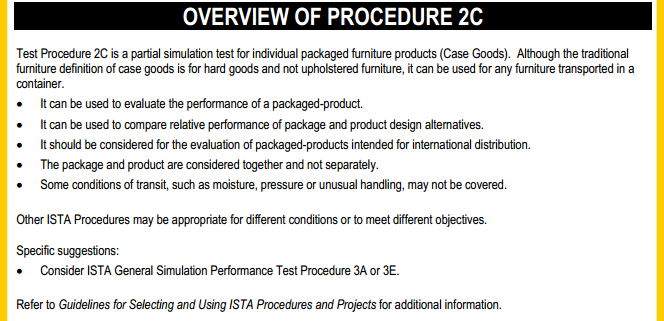 OVERVIEW OF PROCEDURE 2C
Test Procedure 2C is a partial simulation test for individual packaged furniture products (Case Goods).  Although the traditional
furniture definition of case goods is for hard goods and not upholstered furniture, it can be used for any furniture transported in a
container.
• It can be used to evaluate the performance of a packaged-product.
• It can be used to compare relative performance of package and product design alternatives.
• It should be considered for the evaluation of packaged-products intended for international distribution.
• The package and product are considered together and not separately.
• Some conditions of transit, such as moisture, pressure or unusual handling, may not be covered.
Other ISTA Procedures may be appropriate for different conditions or to meet different objectives.
Specific suggestions:
• Consider ISTA General Simulation Performance Test Procedure 3A or 3E.
Refer to Guidelines for Selecting and Using ISTA Procedures and Projects for additional information.